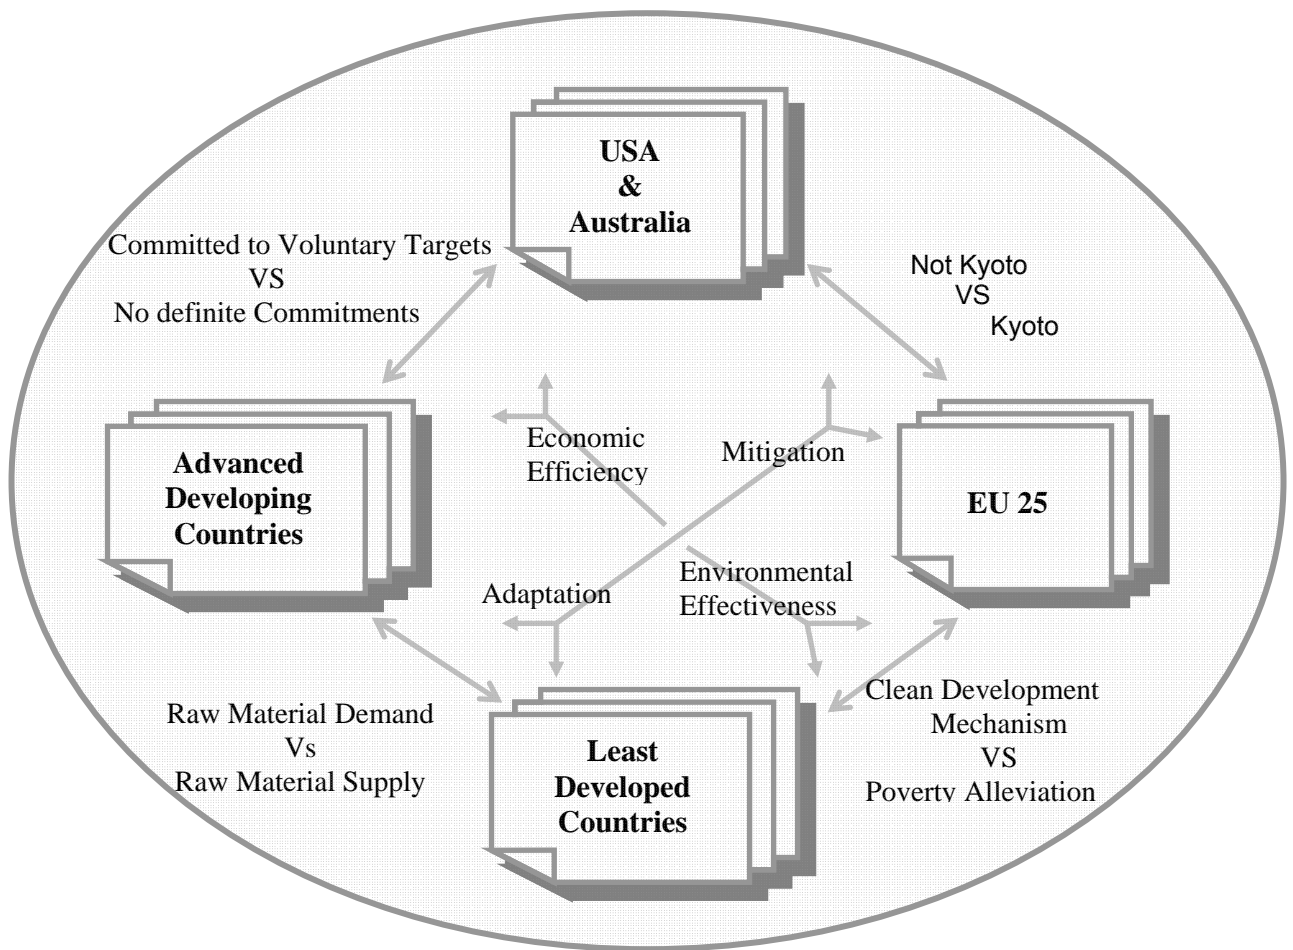 USA
&
Australia
Committed to Voluntary Targets
VS
No definite Commitments
Not Kyoto
VS
Kyoto
Advanced
Developing
Countries
Economic
Efficiency
Mitigation
EU 25
Adaptation
Environmental
Effectiveness
Raw Material Demand
Vs
Raw Material Supply
Least
Developed
Countries
Clean Development
Mechanism
VS
Poverty Alleviation